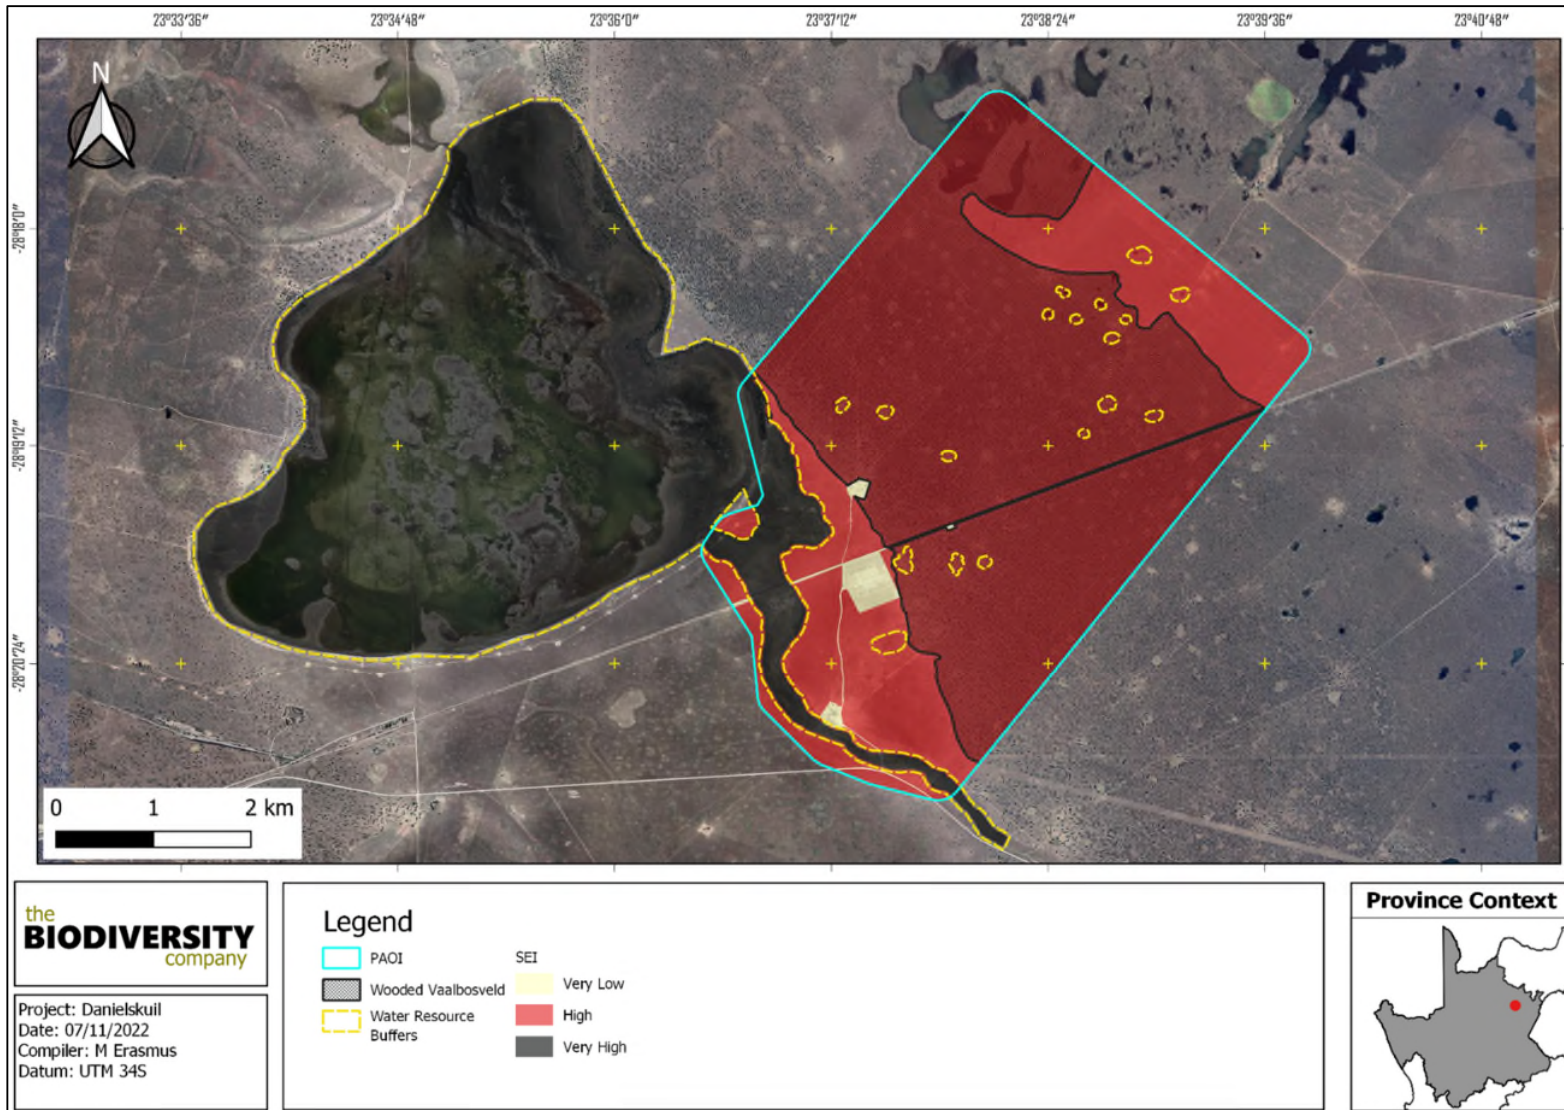 23°33'36" 23°34'48" 23°36'0" 23°37'12" 23°38'24" 23°39'36" 23°40'48"
N
-28°18'0"
-28°19'12"
-28°20'24"
0 1 2 km
the
BIODIVERSITY
company
Project: Danielskuil
Date: 07/11/2022
Compiler: M Erasmus
Datum: UTM 34S
Legend
PAOI
Wooded Vaalbosveld
Water Resource
Buffers
SEI
Very Low
High
Very High
Province Context